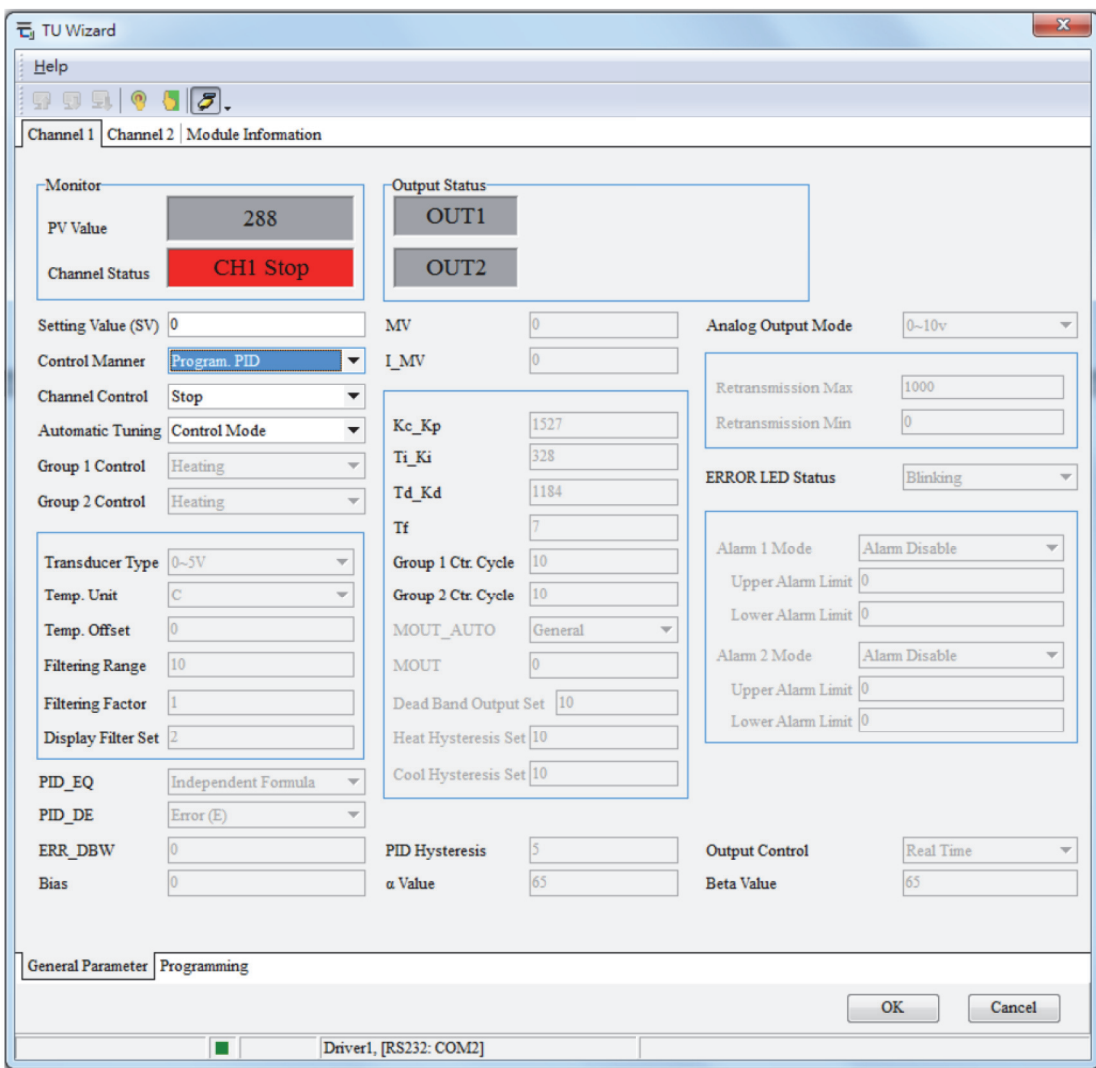 TU Wizard
Help
Channel 1 Channel 2 Module Information
Monitor
PV Value 288
Channel Status CH1 Stop
Output Status
OUT1
OUT2
Setting Value (SV) 0
Control Manner Program. PID
Channel Control Stop
Automatic Tuning Control Mode
Group 1 Control Heating
Group 2 Control Heating
Transducer Type 0~5V
Temp. Unit C
Temp. Offset 0
Filtering Range 10
Filtering Factor 1
Display Filter Set 2
PID_EQ Independent Formula
PID_DE Error (E)
ERR_DBW 0
Bias 0
MV 0
I_MV 0
Kc_Kp 1527
Ti_Ki 328
Td_Kd 1184
Tf 7
Group 1 Ctr. Cycle 10
Group 2 Ctr. Cycle 10
MOUT_AUTO General
MOUT 0
Dead Band Output Set 10
Heat Hysteresis Set 10
Cool Hysteresis Set 10
PID Hysteresis 5
α Value 65
Analog Output Mode 0~10v
Retransmission Max 1000
Retransmission Min 0
ERROR LED Status Blinking
Alarm 1 Mode Alarm Disable
Upper Alarm Limit 0
Lower Alarm Limit 0
Alarm 2 Mode Alarm Disable
Upper Alarm Limit 0
Lower Alarm Limit 0
Output Control Real Time
Beta Value 65
General Parameter Programming
OK Cancel
Driver1, [RS232: COM2]